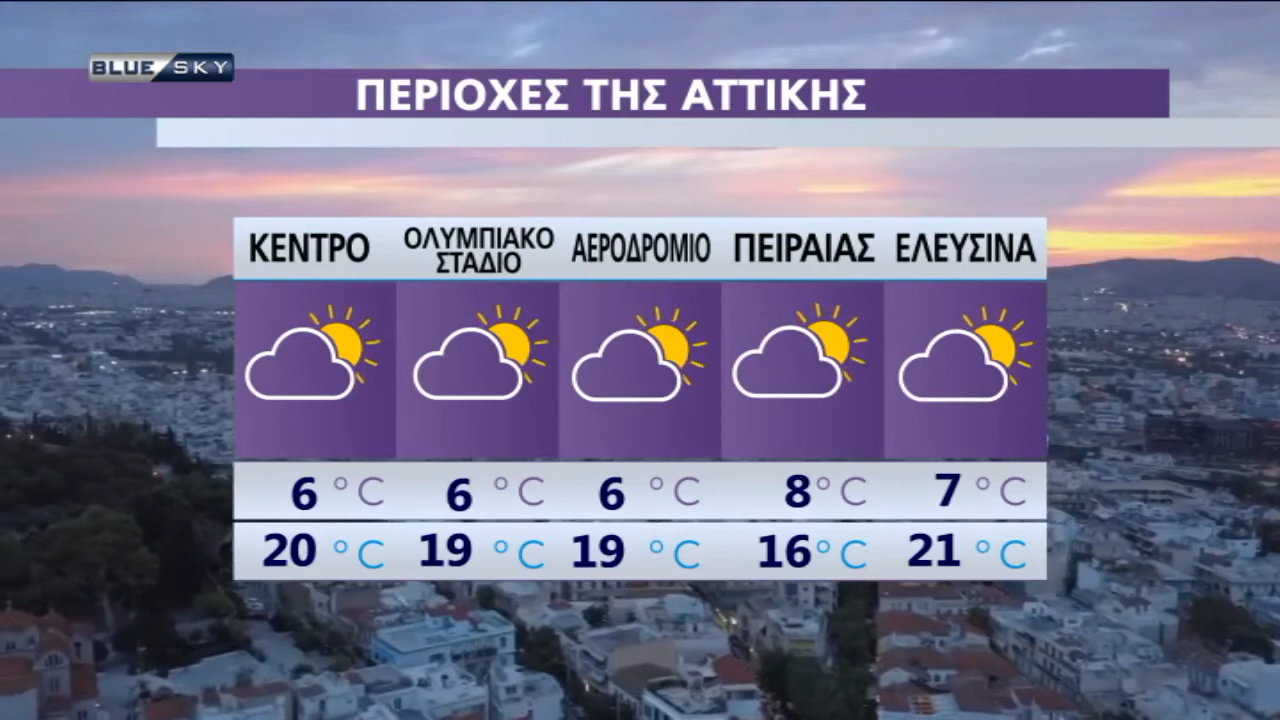 BLUE SKY
ΠΕΡΙΟΧΕΣ ΤΗΣ ΑΤΤΙΚΗΣ
ΚΕΝΤΡΟ ΟΛΥΜΠΙΑΚΟ ΣΤΑΔΙΟ ΑΕΡΟΔΡΟΜΙΟ ΠΕΙΡΑΙΑΣ ΕΛΕΥΣΙΝΑ
6 °C 6 °C 6 °C 8 °C 7 °C
20 °C 19 °C 19 °C 16 °C 21 °C